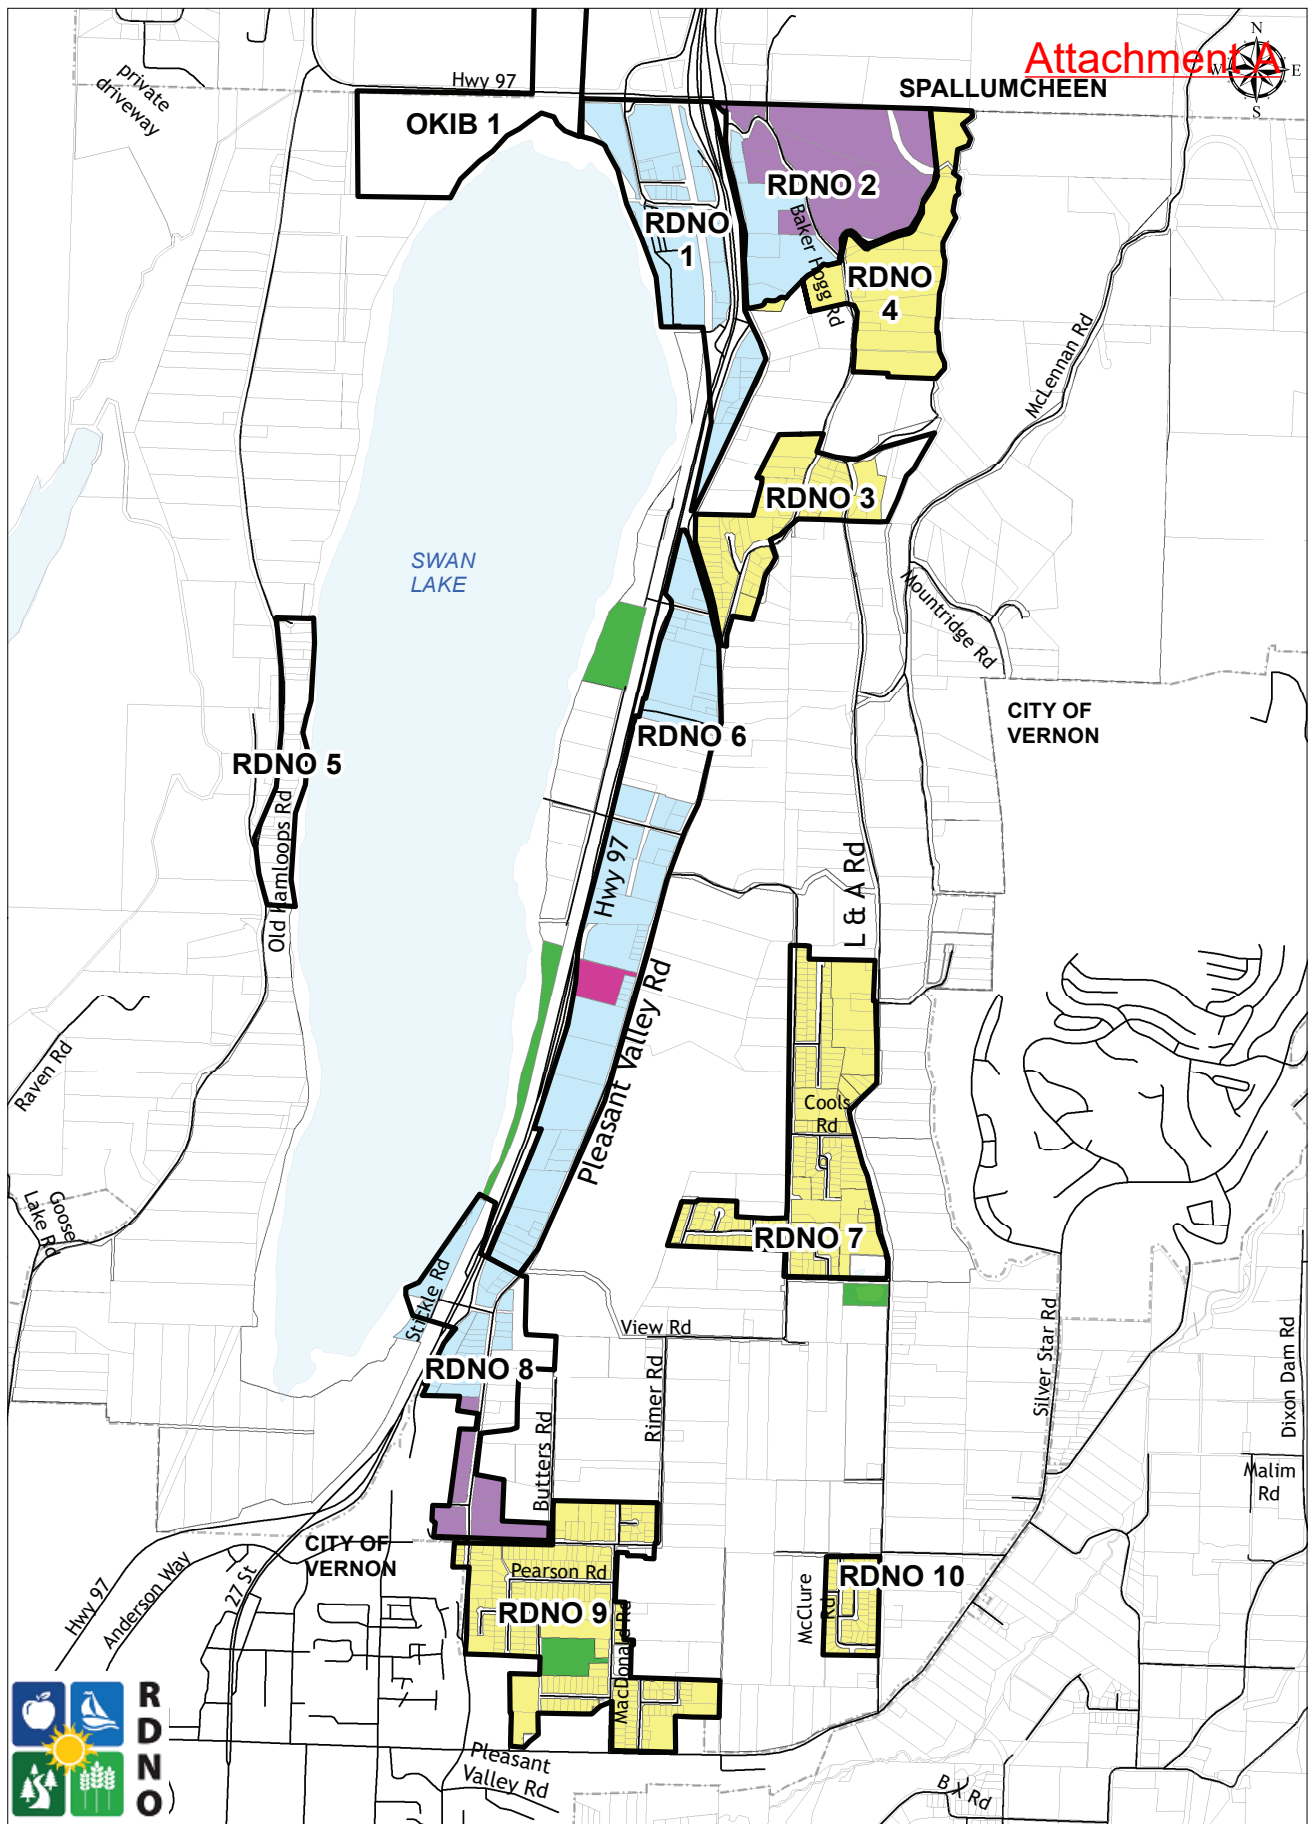 Attachment A
N
W
E
S
Hwy 97
SPALLUMCHEEN
private
driveway
OKIB 1
RDNO 2
RDNO
1
Baker Hogg Rd
RDNO
4
McLennan Rd
RDNO 3
SWAN
LAKE
Mountridge Rd
CITY OF
VERNON
RDNO 6
RDNO 5
Old Kamloops Rd
Hwy 97
L & A Rd
Pleasant Valley Rd
Raven Rd
Cools
Rd
Goose
Lake Rd
RDNO 7
Stickle Rd
View Rd
RDNO 8
Rimer Rd
Silver Star Rd
Dixon Dam Rd
Butters Rd
Malim
Rd
CITY OF
VERNON
Hwy 97
Anderson Way
27 St
Pearson Rd
RDNO 9
MacDonald Rd
McClure
Rd
RDNO 10
R
D
N
O
Pleasant
Valley Rd
B X Rd